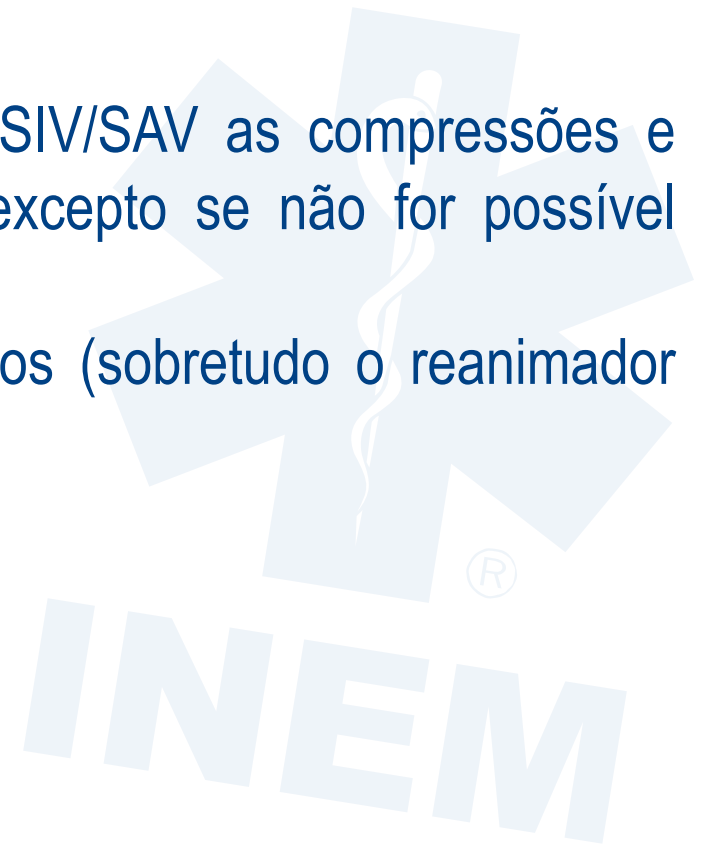 SIV/SAV as compressões e
excepto se não for possível
os (sobretudo o reanimador
®
INEM